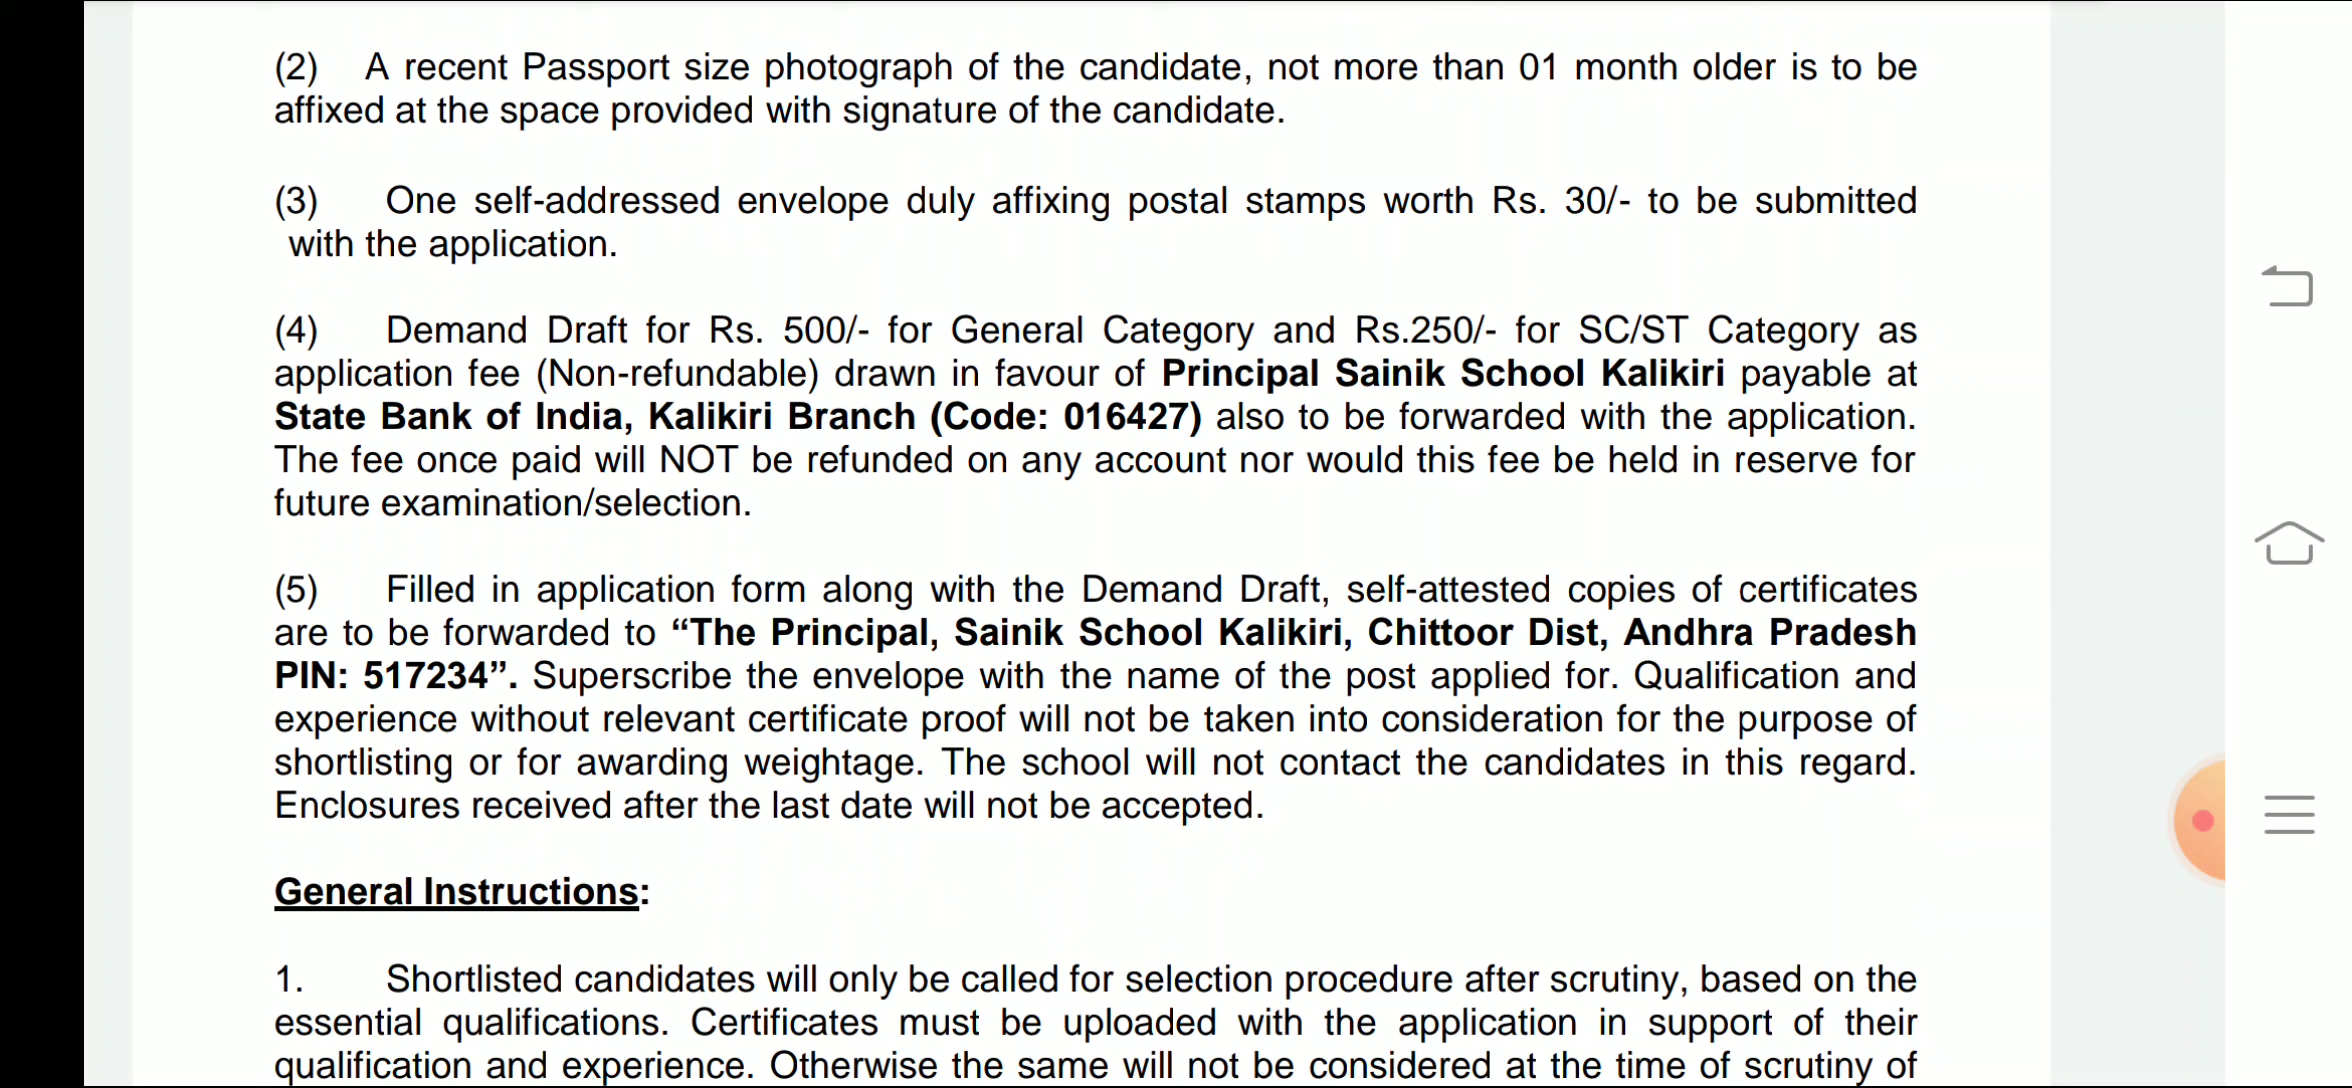 (2) A recent Passport size photograph of the candidate, not more than 01 month older is to be
affixed at the space provided with signature of the candidate.
(3) One self-addressed envelope duly affixing postal stamps worth Rs. 30/- to be submitted
with the application.
(4) Demand Draft for Rs. 500/- for General Category and Rs.250/- for SC/ST Category as
application fee (Non-refundable) drawn in favour of Principal Sainik School Kalikiri payable at
State Bank of India, Kalikiri Branch (Code: 016427) also to be forwarded with the application.
The fee once paid will NOT be refunded on any account nor would this fee be held in reserve for
future examination/selection.
(5) Filled in application form along with the Demand Draft, self-attested copies of certificates
are to be forwarded to “The Principal, Sainik School Kalikiri, Chittoor Dist, Andhra Pradesh
PIN: 517234”. Superscribe the envelope with the name of the post applied for. Qualification and
experience without relevant certificate proof will not be taken into consideration for the purpose of
shortlisting or for awarding weightage. The school will not contact the candidates in this regard.
Enclosures received after the last date will not be accepted.
General Instructions:
1. Shortlisted candidates will only be called for selection procedure after scrutiny, based on the
essential qualifications. Certificates must be uploaded with the application in support of their
qualification and experience. Otherwise the same will not be considered at the time of scrutiny of